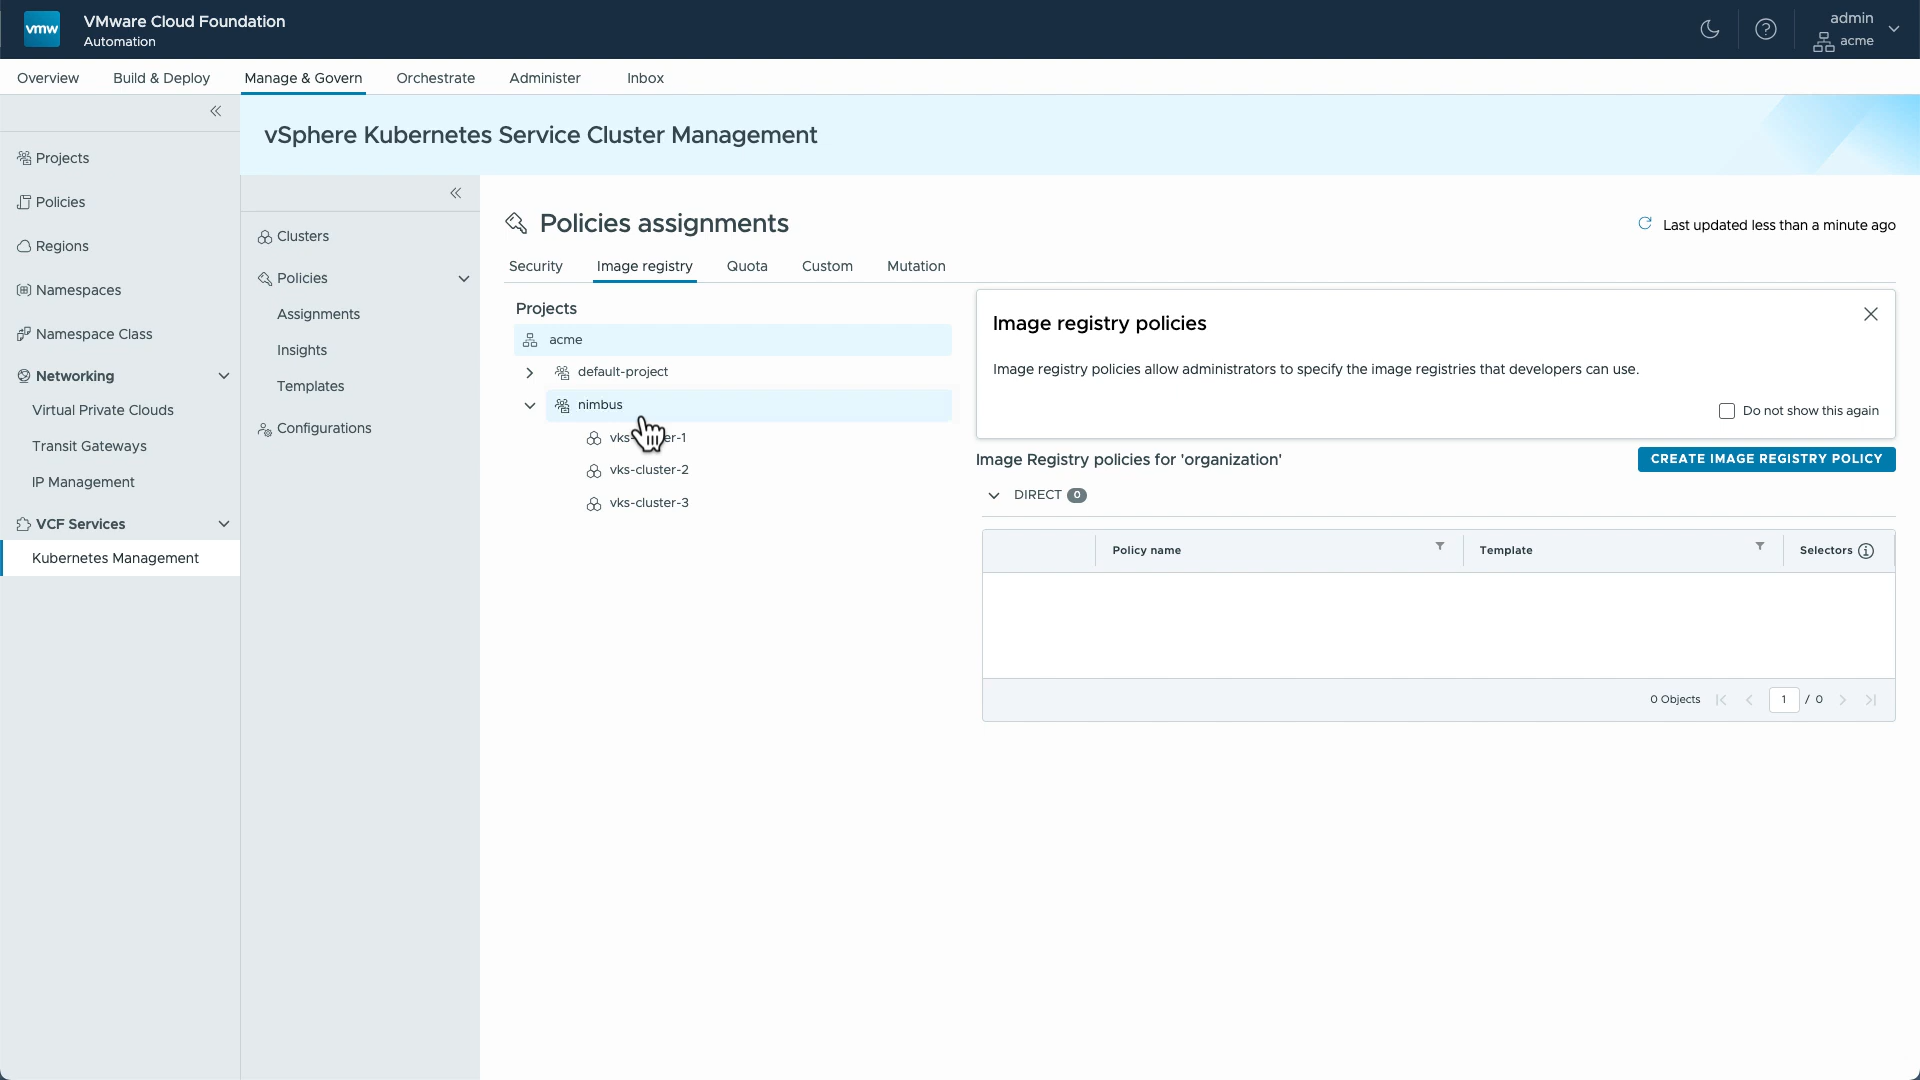 vmw
VMware Cloud Foundation
Automation
admin
acme
Overview
Build & Deploy
Manage & Govern
Orchestrate
Administer
Inbox
vSphere Kubernetes Service Cluster Management
Projects
Policies
Regions
Namespaces
Namespace Class
Networking
Virtual Private Clouds
Transit Gateways
IP Management
VCF Services
Kubernetes Management
Clusters
Policies
Assignments
Insights
Templates
Configurations
Policies assignments
Last updated less than a minute ago
Security
Image registry
Quota
Custom
Mutation
Projects
acme
default-project
nimbus
vks- er-1
vks-cluster-2
vks-cluster-3
Image registry policies
Image registry policies allow administrators to specify the image registries that developers can use.
Do not show this again
Image Registry policies for 'organization'
CREATE IMAGE REGISTRY POLICY
DIRECT 0
Policy name
Template
Selectors
0 Objects
1 / 0